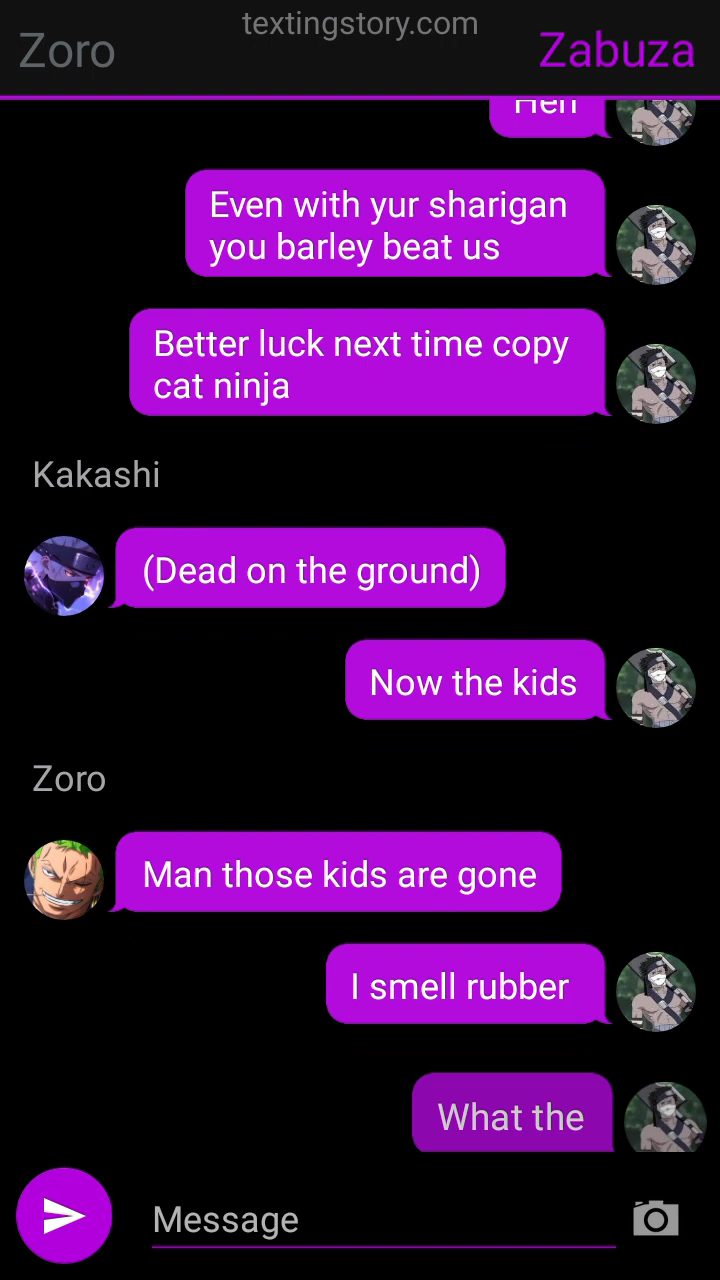 textingstory.com
Zoro
Zabuza
Heh
Even with yur sharigan
you barley beat us
Better luck next time copy
cat ninja
Kakashi
(Dead on the ground)
Now the kids
Zoro
Man those kids are gone
I smell rubber
What the
Message